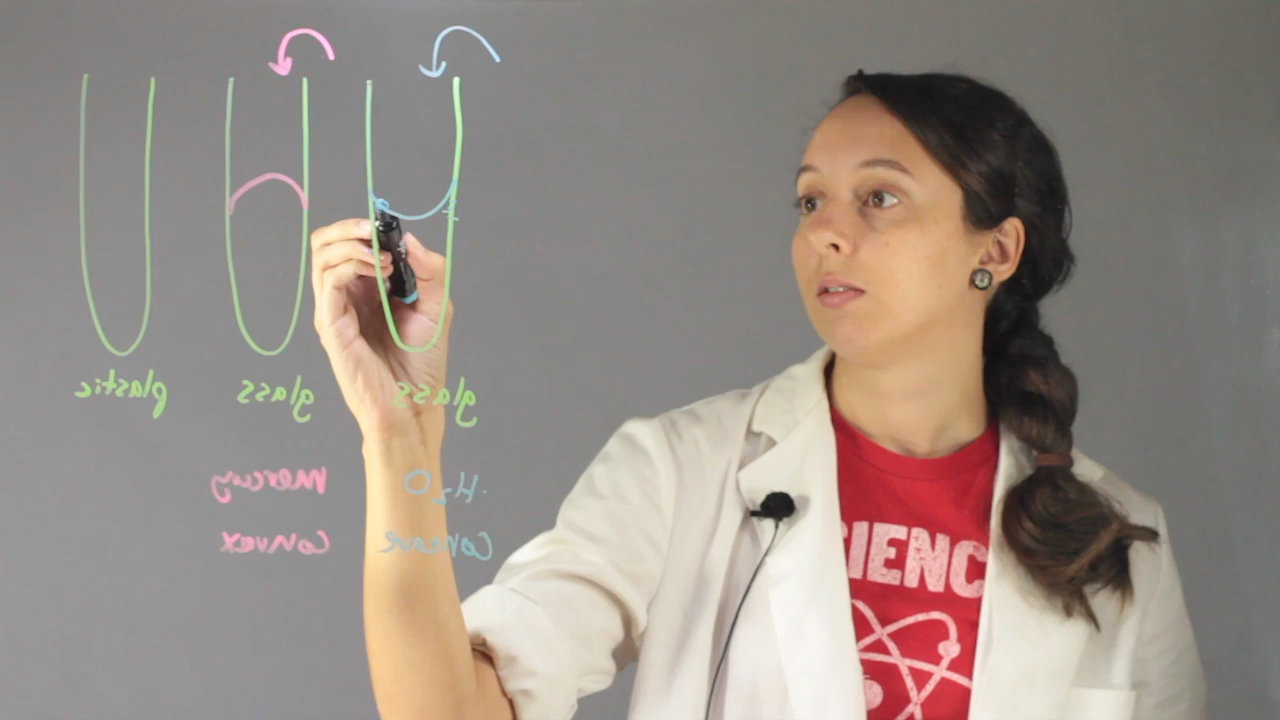 glass glass plastic
H₂O mercury
concave convex
SCIENC